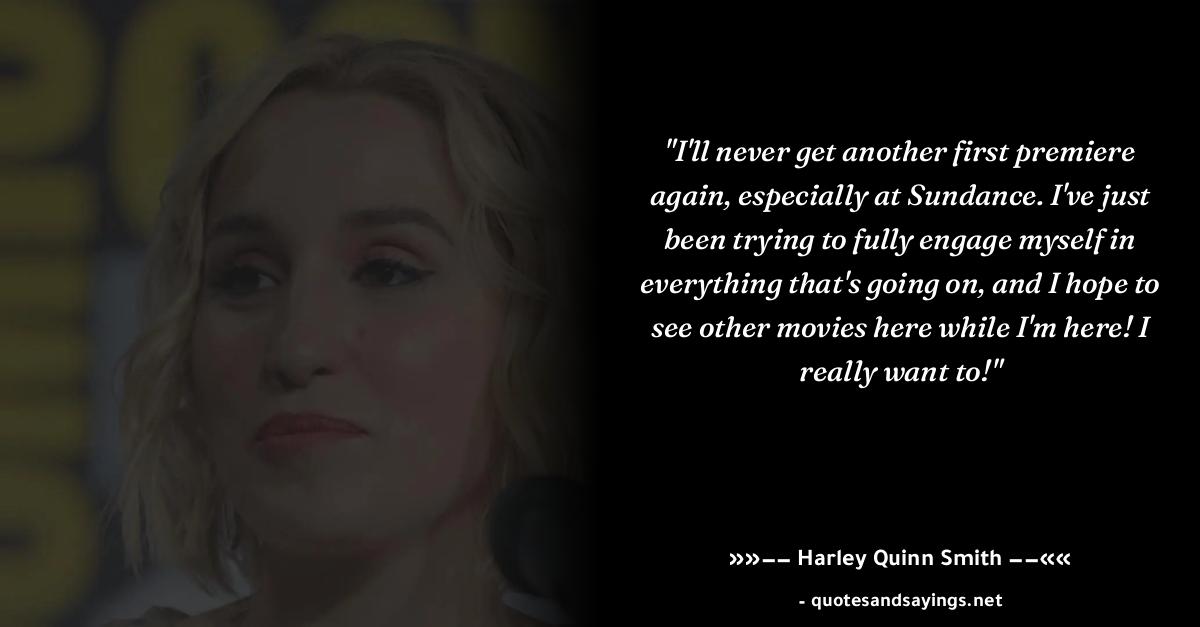 "I'll never get another first premiere
again, especially at Sundance. I've just
been trying to fully engage myself in
everything that's going on, and I hope to
see other movies here while I'm here! I
really want to!"
»»−− Harley Quinn Smith −−««
- quotesandsayings.net